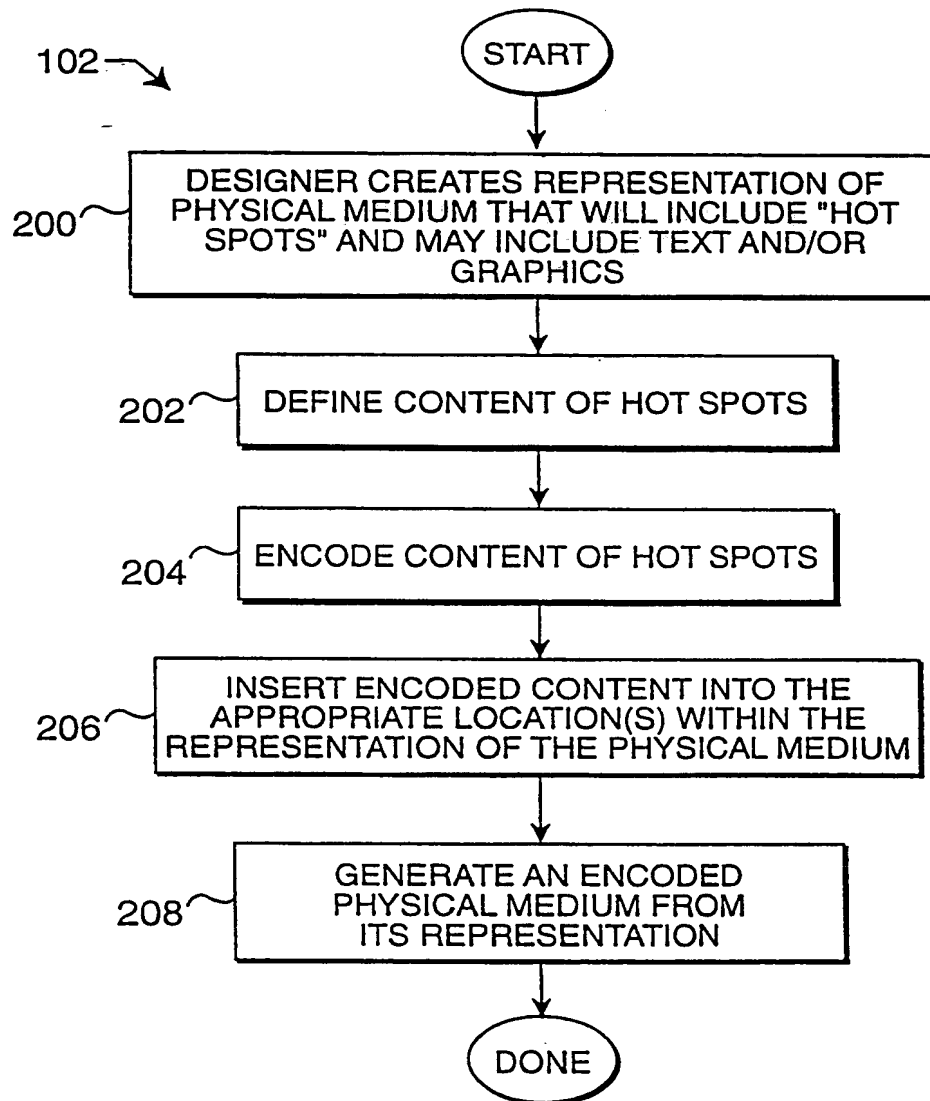 START
102
DESIGNER CREATES REPRESENTATION OF
PHYSICAL MEDIUM THAT WILL INCLUDE "HOT
SPOTS" AND MAY INCLUDE TEXT AND/OR
GRAPHICS
200
DEFINE CONTENT OF HOT SPOTS
202
ENCODE CONTENT OF HOT SPOTS
204
INSERT ENCODED CONTENT INTO THE
APPROPRIATE LOCATION(S) WITHIN THE
REPRESENTATION OF THE PHYSICAL MEDIUM
206
GENERATE AN ENCODED
PHYSICAL MEDIUM FROM
ITS REPRESENTATION
208
DONE